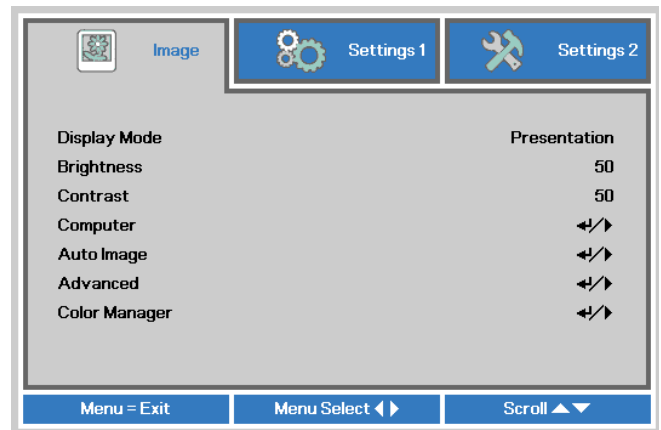 Image Settings 1 Settings 2
Display Mode Presentation
Brightness 50
Contrast 50
Computer
Auto Image
Advanced
Color Manager
Menu = Exit Menu Select Scroll